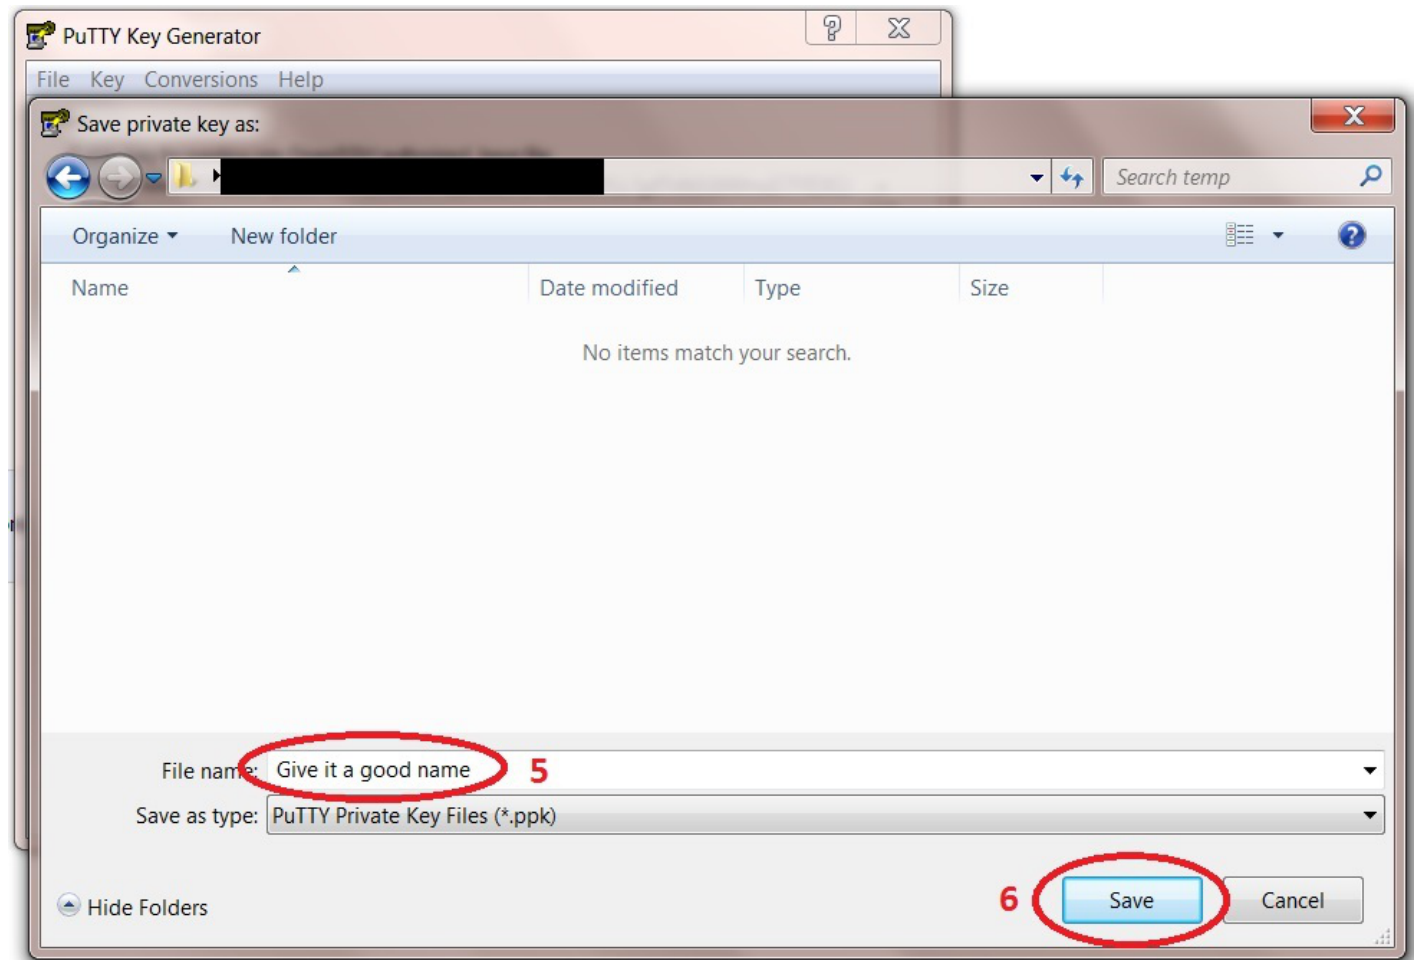 PuTTY Key Generator
File Key Conversions Help
Save private key as:
Search temp
Organize New folder
Name Date modified Type Size
No items match your search.
File name: Give it a good name 5
Save as type: PuTTY Private Key Files (*.ppk)
Hide Folders 6 Save Cancel